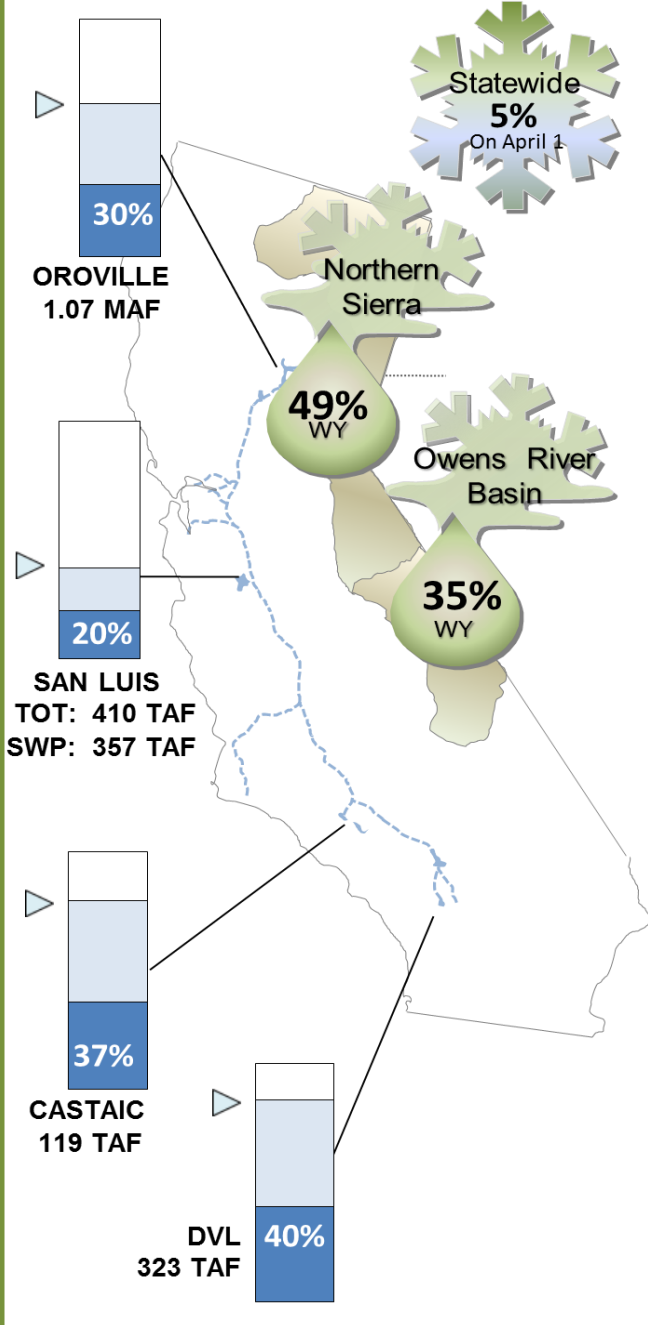 Statewide
5%
On April 1
30%
OROVILLE
1.07 MAF
Northern
Sierra
49%
WY
Owens River
Basin
35%
WY
20%
SAN LUIS
TOT: 410 TAF
SWP: 357 TAF
37%
CASTAIC
119 TAF
40%
DVL
323 TAF